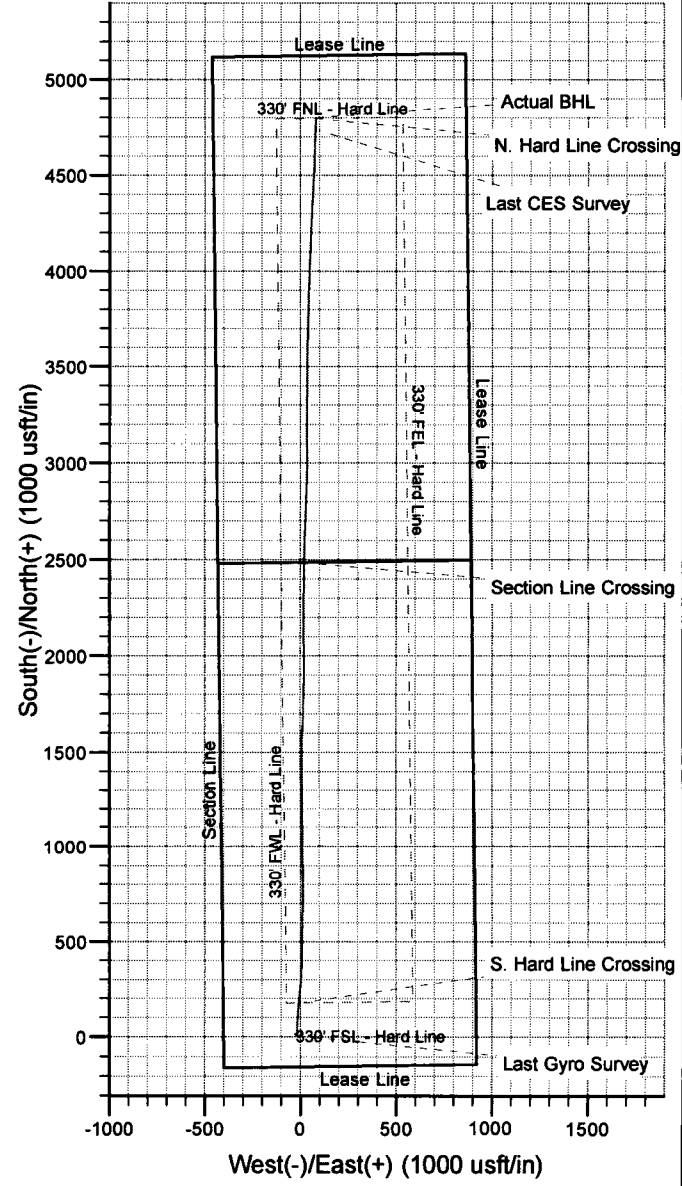 Lease Line
5000
330' FNL - Hard Line
Actual BHL
N. Hard Line Crossing
4500
Last CES Survey
4000
3500
330' FEL - Hard Line
Lease Line
South(-)/North(+) (1000 usft/in)
3000
2500
Section Line Crossing
2000
1500
Section Line
330' FWL - Hard Line
1000
500
S. Hard Line Crossing
0
330' FSL - Hard Line
Last Gyro Survey
Lease Line
-1000
-500
0
500
1000
1500
West(-)/East(+) (1000 usft/in)